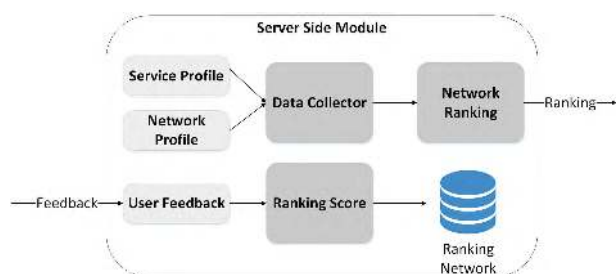 Server Side Module
Service Profile
Network
Profile
Data Collector
Network
Ranking
Ranking
Feedback
User Feedback
Ranking Score
Ranking
Network